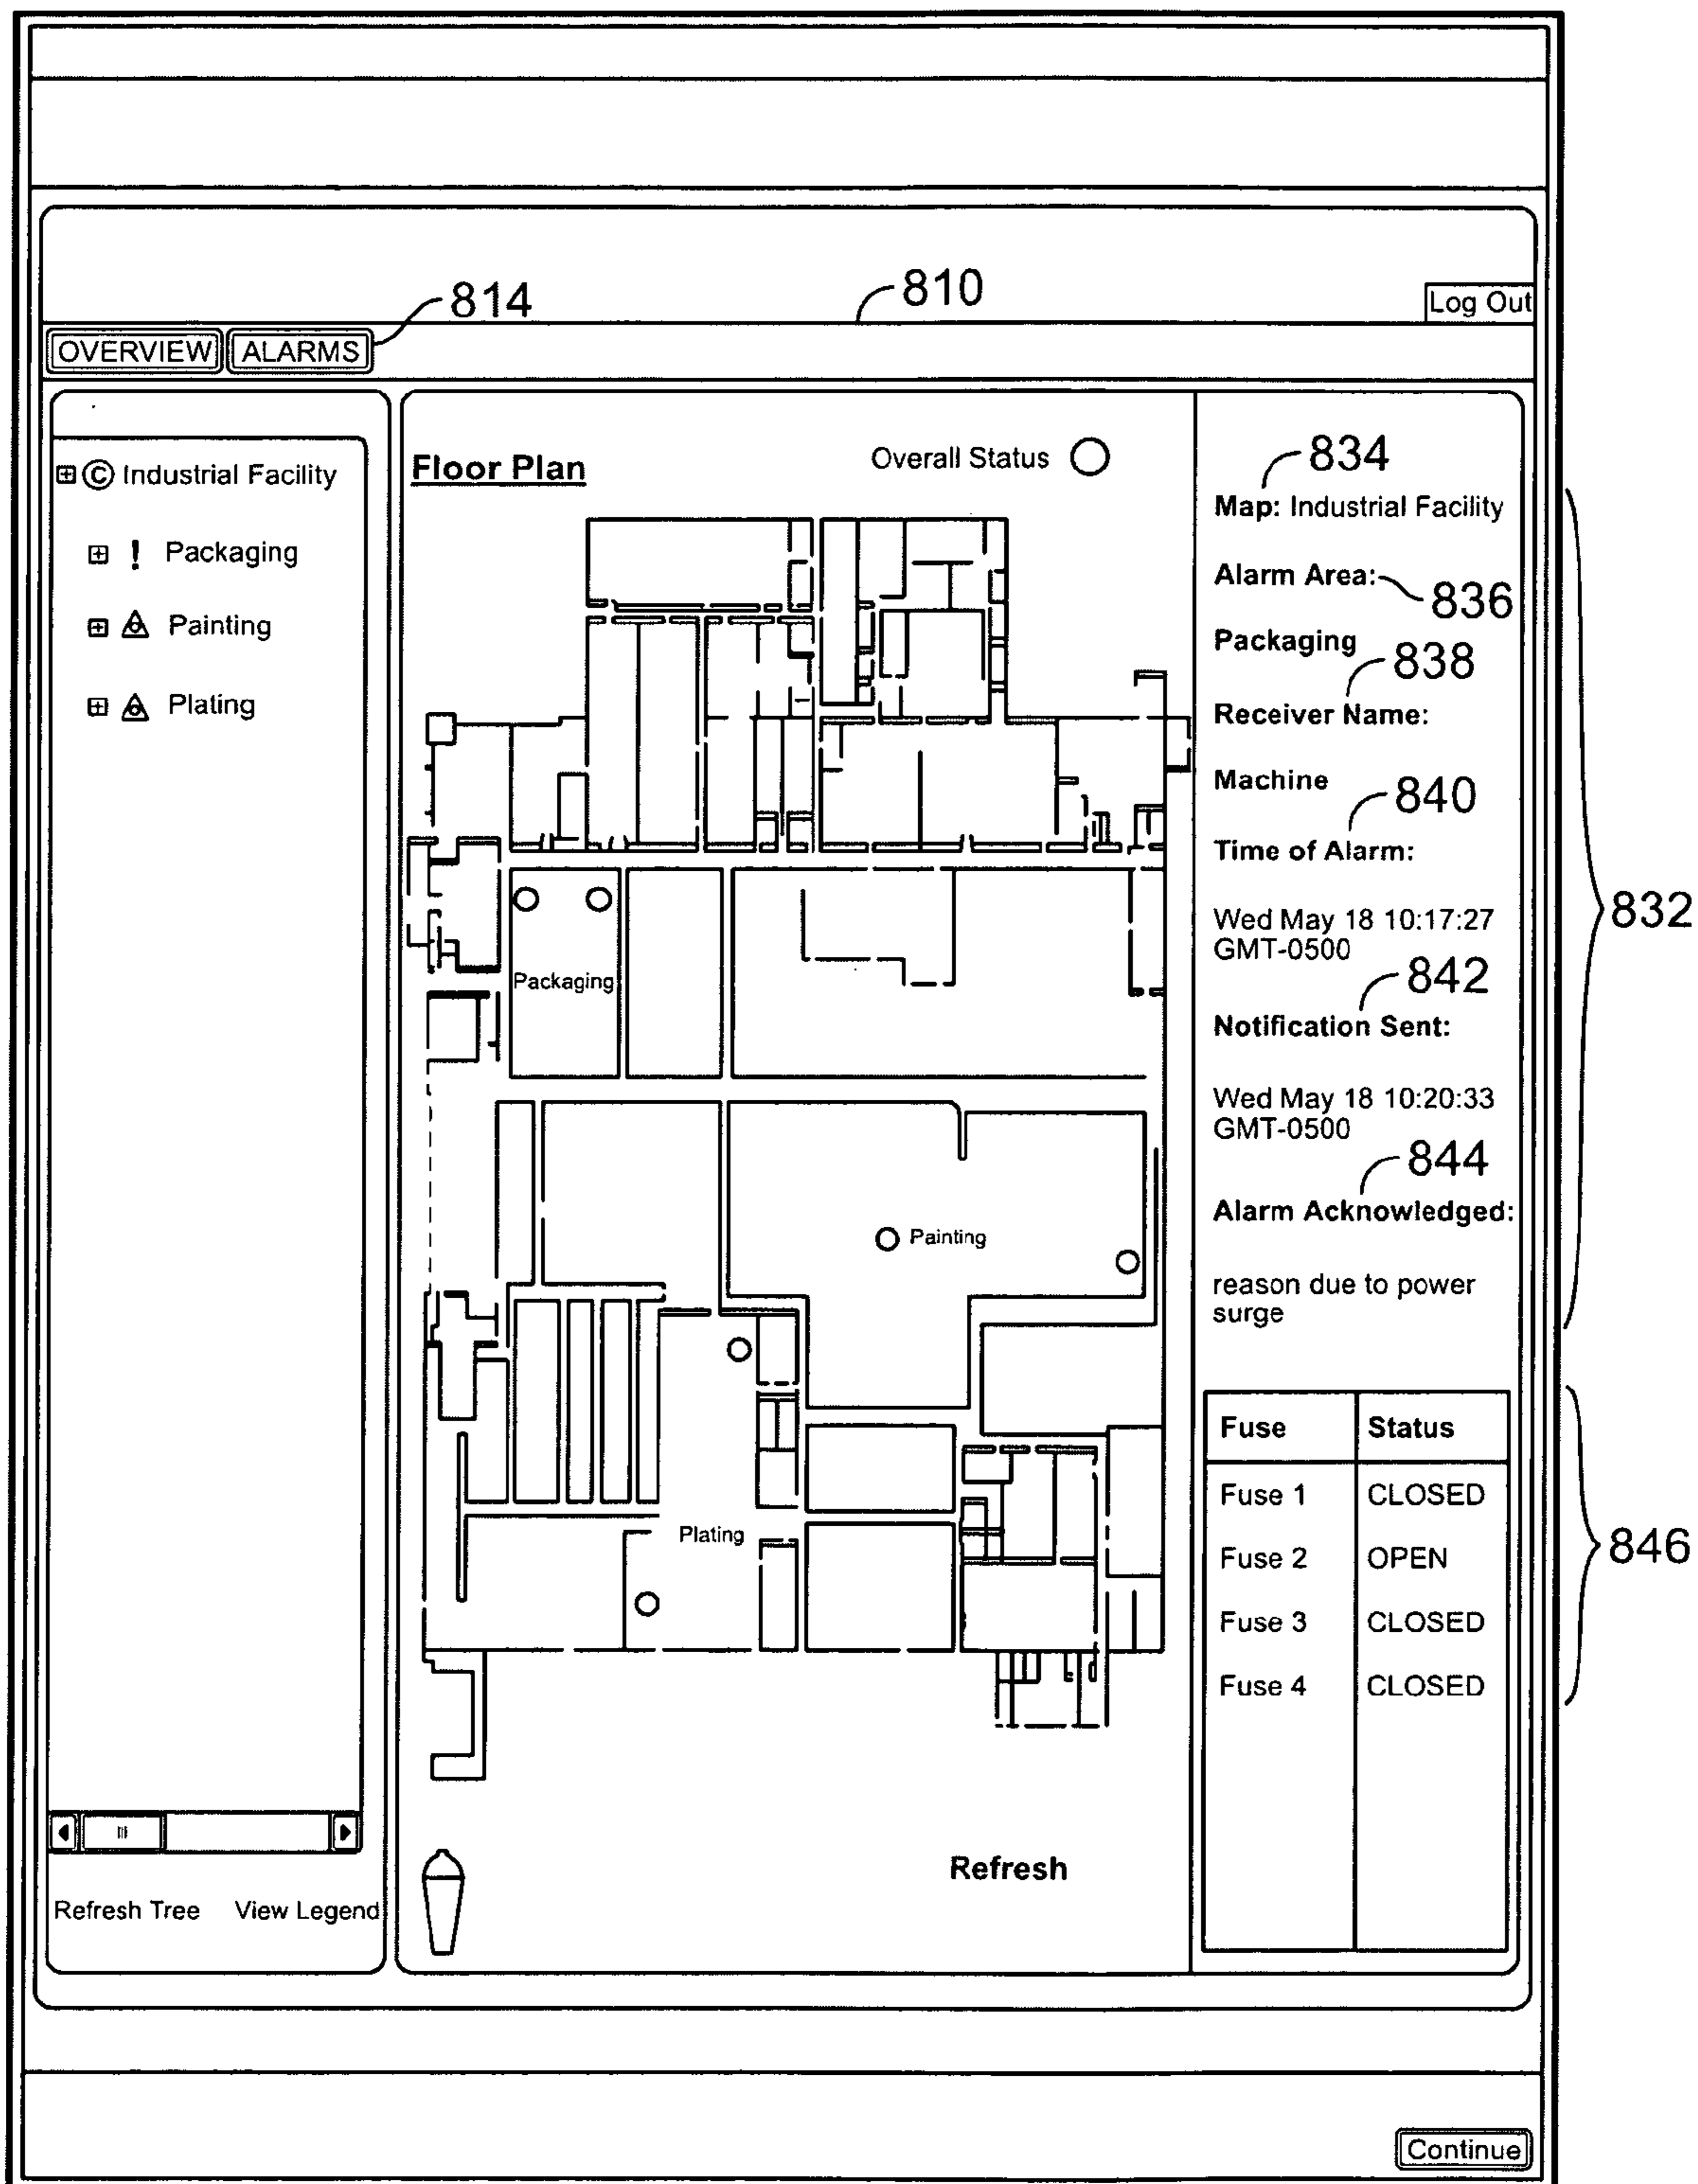 814
810
Log Out
OVERVIEW
ALARMS
© Industrial Facility
! Packaging
Painting
Plating
Refresh Tree
View Legend
Floor Plan
Overall Status
Packaging
Painting
Plating
Refresh
834
Map: Industrial Facility
Alarm Area:
836
Packaging
838
Receiver Name:
Machine
840
Time of Alarm:
Wed May 18 10:17:27
GMT-0500
842
Notification Sent:
Wed May 18 10:20:33
GMT-0500
844
Alarm Acknowledged:
reason due to power
surge
832
Fuse Status
Fuse 1 CLOSED
Fuse 2 OPEN
Fuse 3 CLOSED
Fuse 4 CLOSED
846
Continue